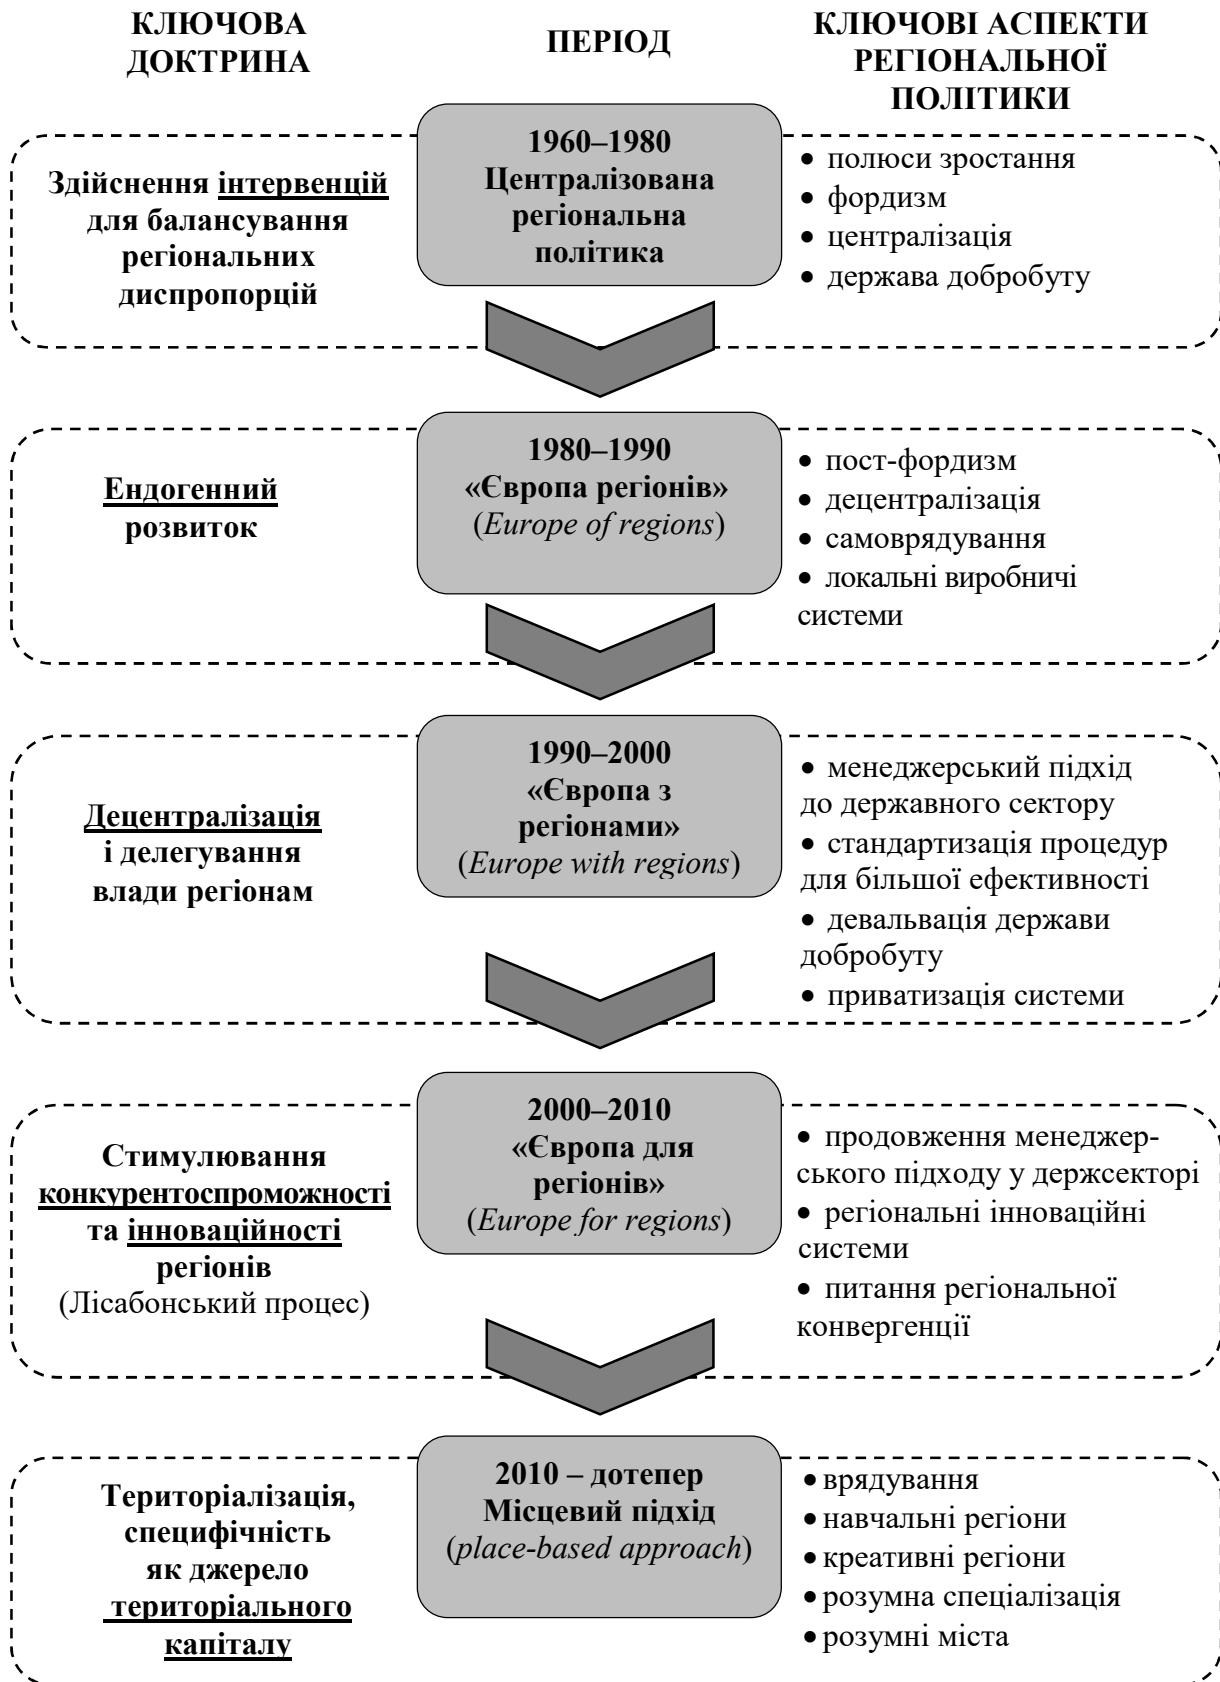 КЛЮЧОВА
ДОКТРИНА
ПЕРІОД
КЛЮЧОВІ АСПЕКТИ
РЕГІОНАЛЬНОЇ
ПОЛІТИКИ
Здійснення інтервенцій
для балансування
регіональних
диспропорцій
1960–1980
Централізована
регіональна
політика
• полюси зростання
• фордизм
• централізація
• держава добробуту
Ендогенний
розвиток
1980–1990
«Європа регіонів»
(Europe of regions)
• пост-фордизм
• децентралізація
• самоврядування
• локальні виробничі
системи
Децентралізація
і делегування
влади регіонам
1990–2000
«Європа з
регіонами»
(Europe with regions)
• менеджерський підхід
до державного сектору
• стандартизація процедур
для більшої ефективності
• девальвація держави
добробуту
• приватизація системи
Стимулювання
конкурентоспроможності
та інноваційності
регіонів
(Лісабонський процес)
2000–2010
«Європа для
регіонів»
(Europe for regions)
• продовження менеджер-
ського підходу у держсекторі
• регіональні інноваційні
системи
• питання регіональної
конвергенції
Територіалізація,
специфічність
як джерело
територіального
капіталу
2010 – дотепер
Місцевий підхід
(place-based approach)
• врядування
• навчальні регіони
• креативні регіони
• розумна спеціалізація
• розумні міста